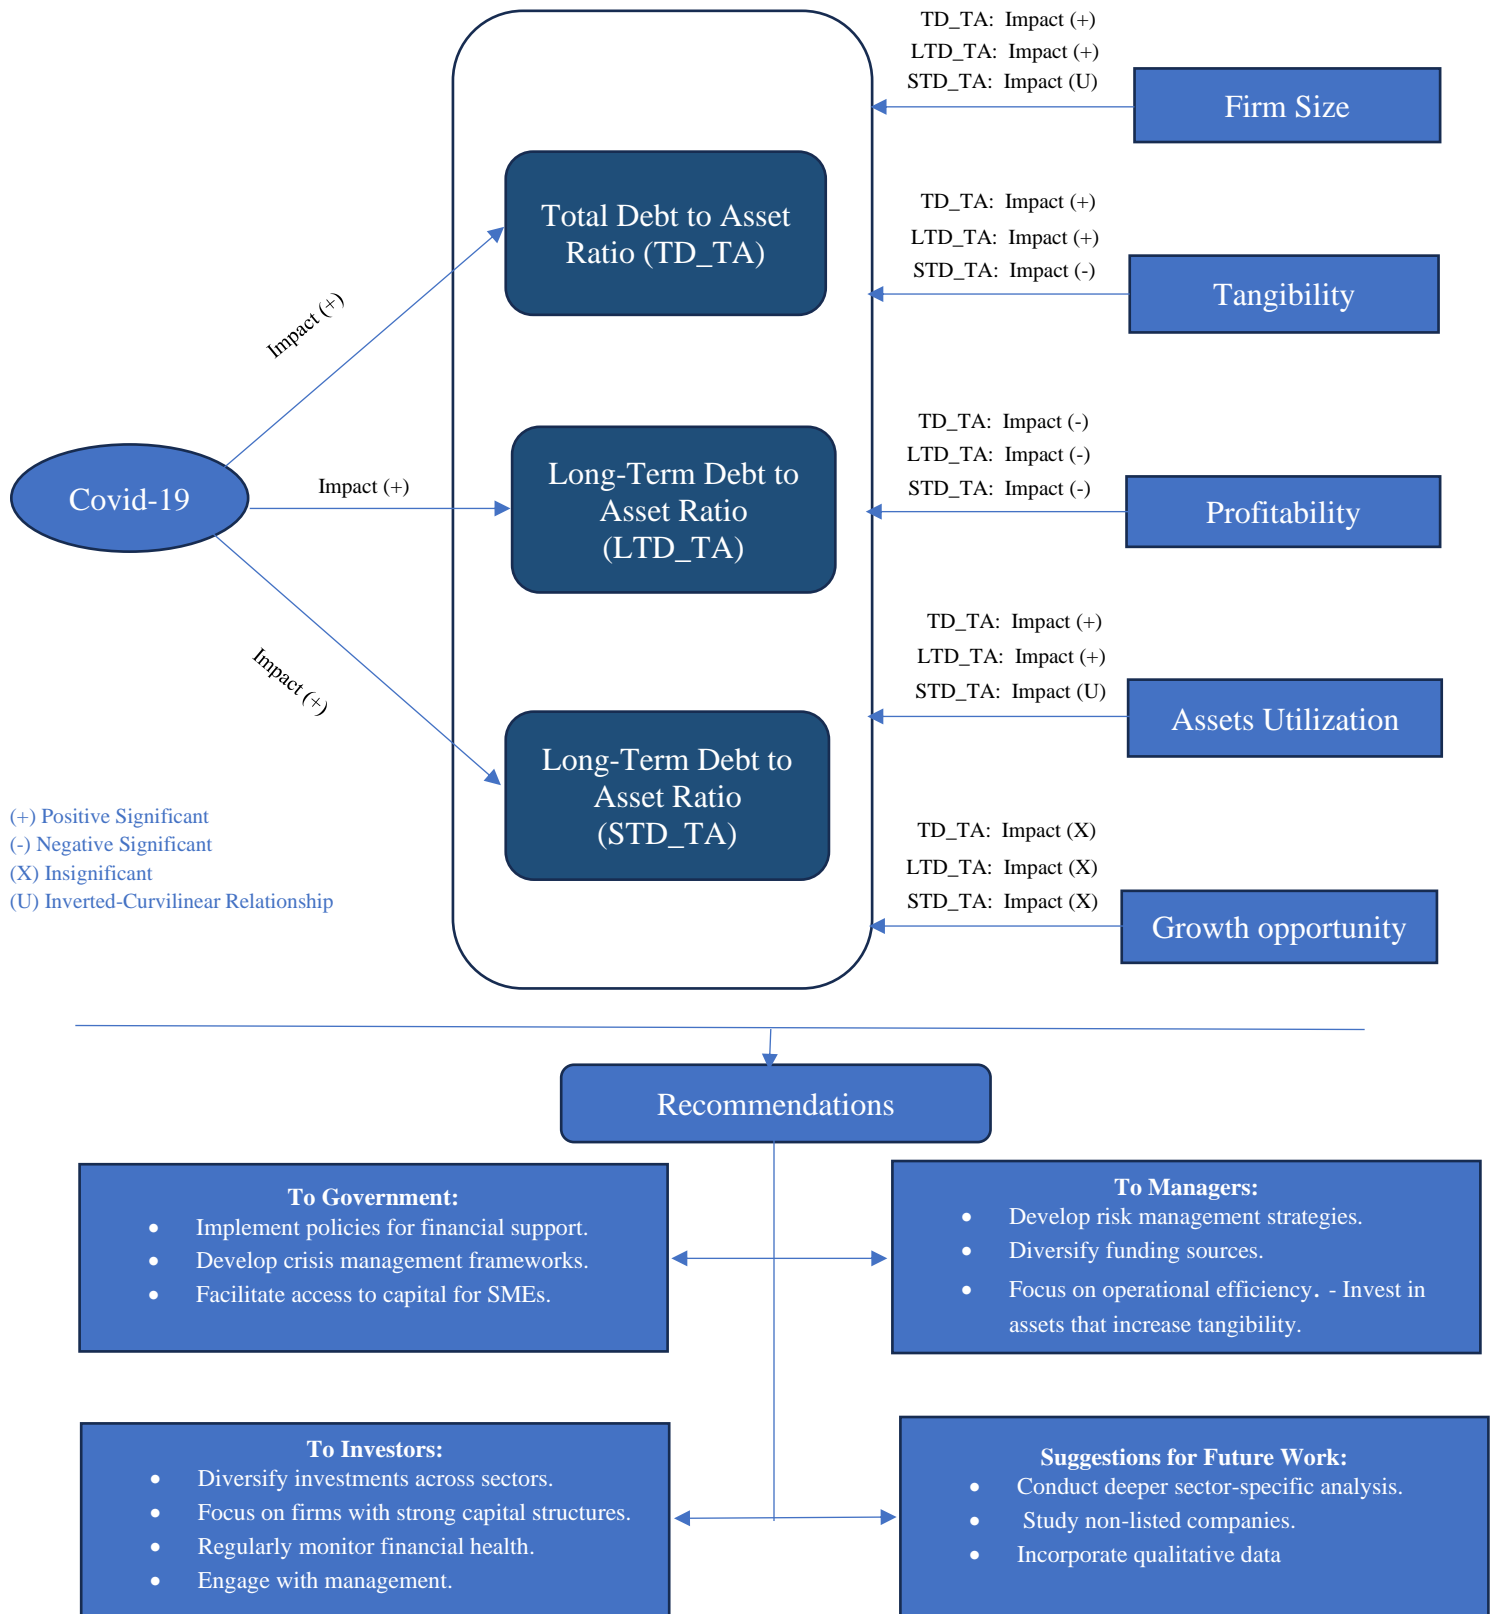 TD_TA: Impact (+)
LTD_TA: Impact (+)
STD_TA: Impact (U)
Firm Size
Total Debt to Asset
Ratio (TD_TA)
TD_TA: Impact (+)
LTD_TA: Impact (+)
STD_TA: Impact (-)
Tangibility
Impact (+)
Covid-19
Impact (+)
Long-Term Debt to
Asset Ratio
(LTD_TA)
TD_TA: Impact (-)
LTD_TA: Impact (-)
STD_TA: Impact (-)
Profitability
Impact (+)
Long-Term Debt to
Asset Ratio
(STD_TA)
TD_TA: Impact (+)
LTD_TA: Impact (+)
STD_TA: Impact (U)
Assets Utilization
(+) Positive Significant
(-) Negative Significant
(X) Insignificant
(U) Inverted-Curvilinear Relationship
TD_TA: Impact (X)
LTD_TA: Impact (X)
STD_TA: Impact (X)
Growth opportunity
Recommendations
To Government:
• Implement policies for financial support.
• Develop crisis management frameworks.
• Facilitate access to capital for SMEs.
To Managers:
• Develop risk management strategies.
• Diversify funding sources.
• Focus on operational efficiency. - Invest in
assets that increase tangibility.
To Investors:
• Diversify investments across sectors.
• Focus on firms with strong capital structures.
• Regularly monitor financial health.
• Engage with management.
Suggestions for Future Work:
• Conduct deeper sector-specific analysis.
• Study non-listed companies.
• Incorporate qualitative data